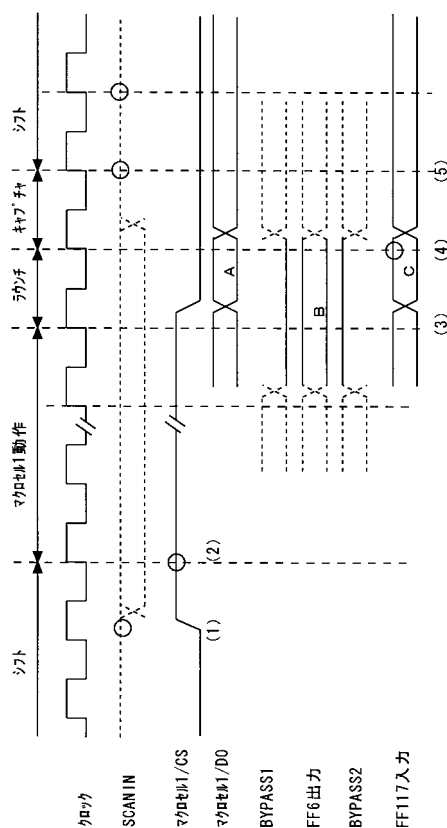 シフト
マクロセル1動作
ラウンチ
キャプチャ
シフト
クロック
SCANIN
マクロセル1/CS
(1)
(2)
マクロセル1/DO
A
BYPASS1
FF6出力
B
BYPASS2
FF117入力
C
(3)
(4)
(5)